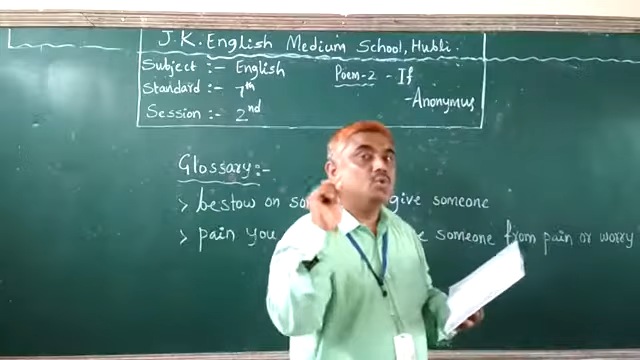 J.K. English Medium School, Hubli.
Subject :- English
Standard :- 7th
Session :- 2nd
Poem-2 - If
-Anonymus
Glossary:-
> bestow on give someone
> pain you someone from pain or worry